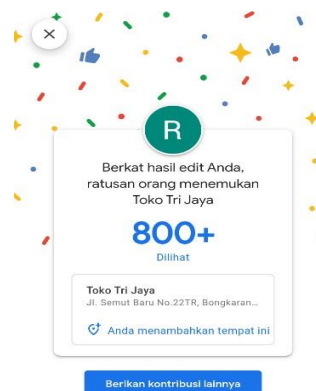 R
Berkat hasil edit Anda,
ratusan orang menemukan
Toko Tri Jaya
800+
Dilihat
Toko Tri Jaya
Jl. Semut Baru No.22TR, Bongkaran...
Anda menambahkan tempat ini
Berikan kontribusi lainnya